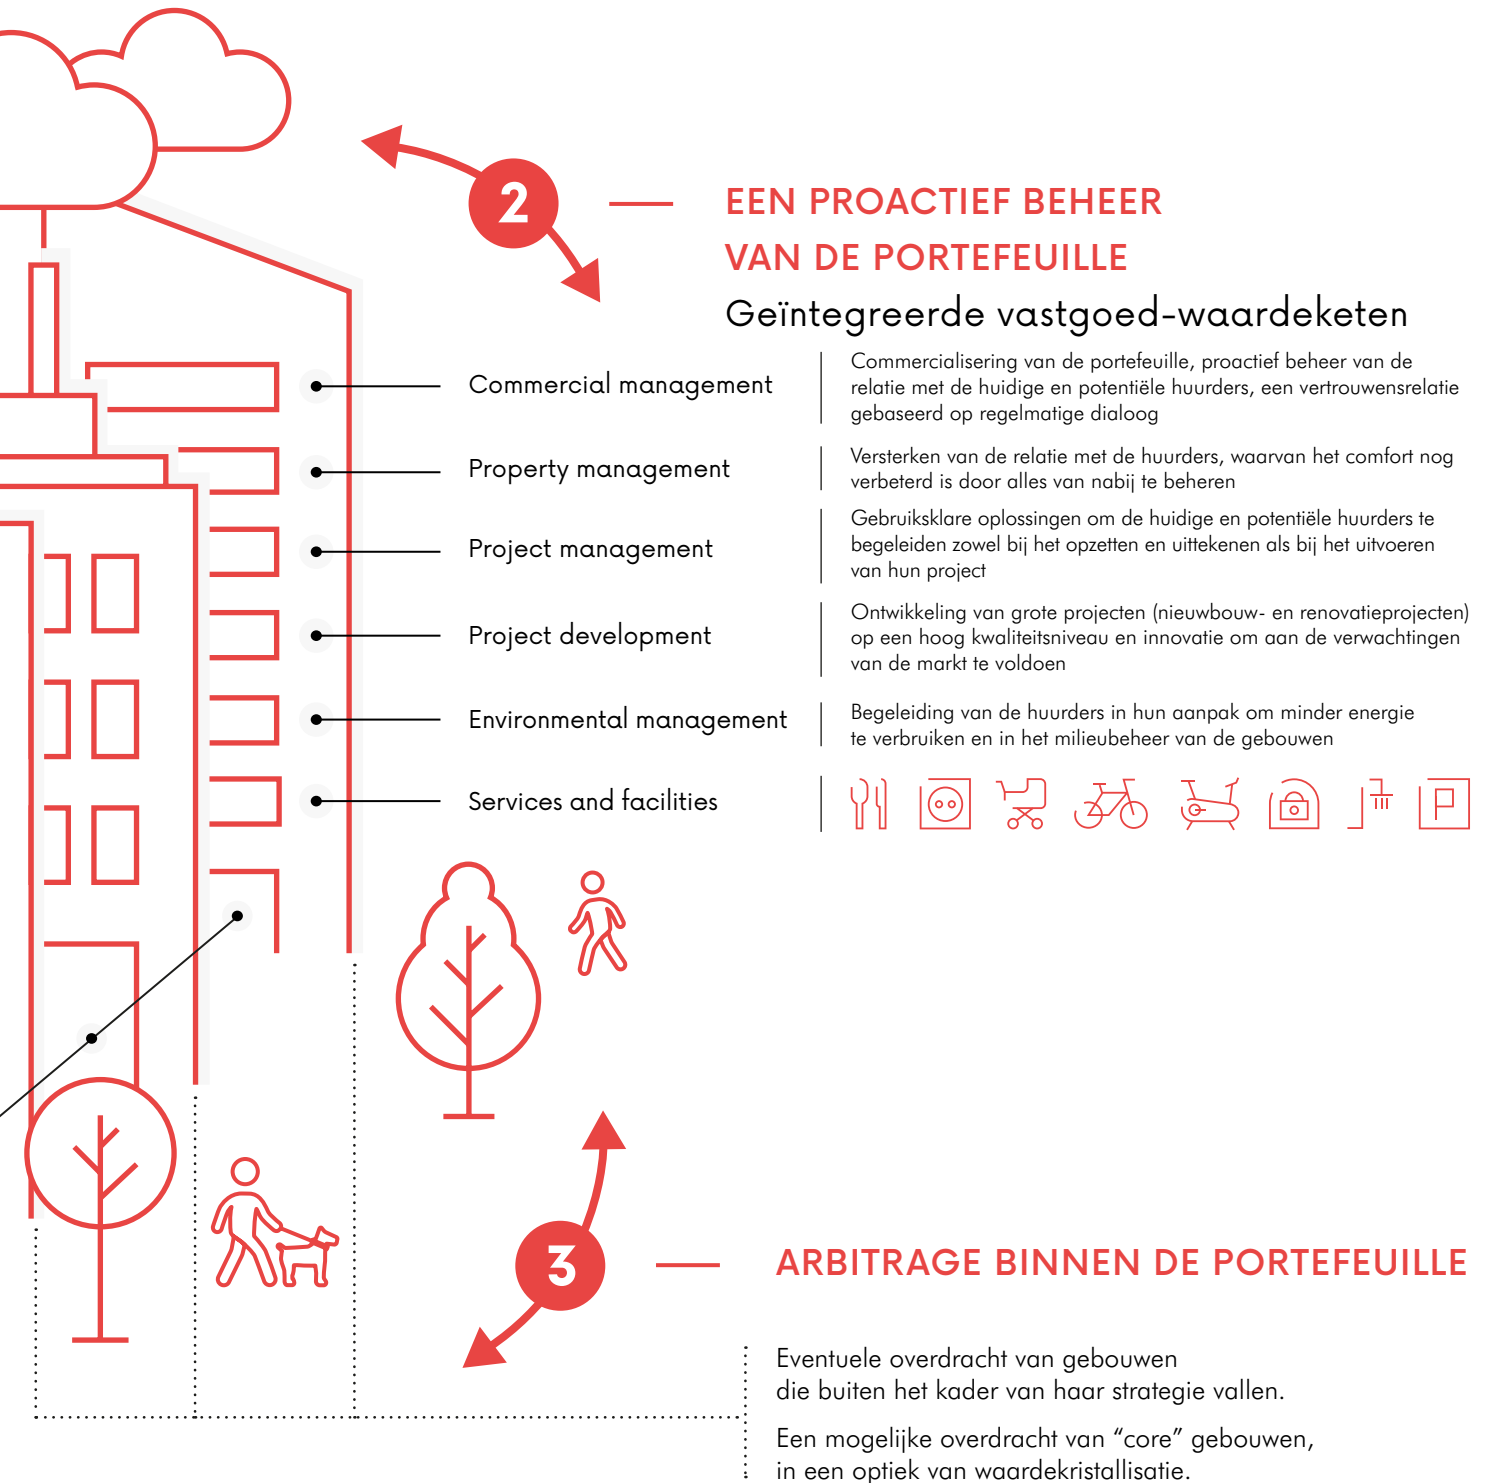 2
EEN PROACTIEF BEHEER
VAN DE PORTEFEUILLE
Geïntegreerde vastgoed-waardeketen
Commercial management
Commercialisering van de portefeuille, proactief beheer van de
relatie met de huidige en potentiële huurders, een vertrouwensrelatie
gebaseerd op regelmatige dialoog
Property management
Versterken van de relatie met de huurders, waarvan het comfort nog
verbeterd is door alles van nabij te beheren
Project management
Gebruiksklare oplossingen om de huidige en potentiële huurders te
begeleiden zowel bij het opzetten en uittekenen als bij het uitvoeren
van hun project
Project development
Ontwikkeling van grote projecten (nieuwbouw- en renovatieprojecten)
op een hoog kwaliteitsniveau en innovatie om aan de verwachtingen
van de markt te voldoen
Environmental management
Begeleiding van de huurders in hun aanpak om minder energie
te verbruiken en in het milieubeheer van de gebouwen
Services and facilities
P
3
ARBITRAGE BINNEN DE PORTEFEUILLE
Eventuele overdracht van gebouwen
die buiten het kader van haar strategie vallen.
Een mogelijke overdracht van “core” gebouwen,
in een optiek van waardekristallisatie.